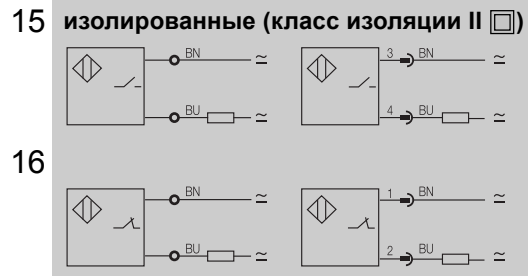 15 изолированные (класс изоляции II)
BN ≃ 3 BN ≃
BU ≃ 4 BU ≃
16
BN ≃ 1 BN ≃
BU ≃ 2 BU ≃